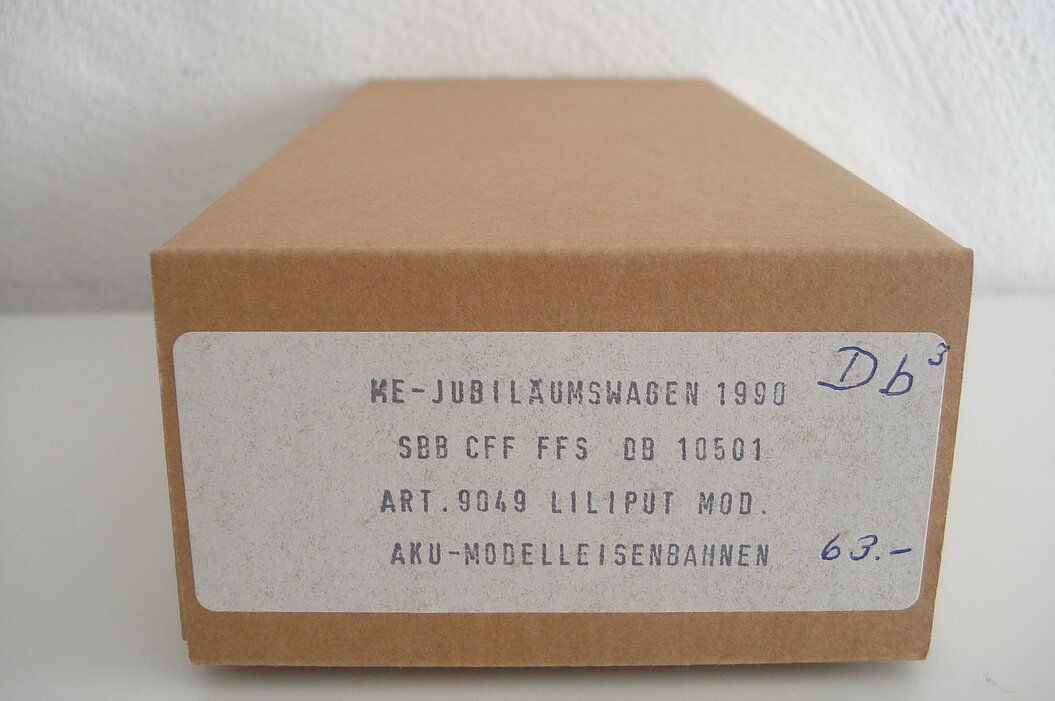 ME-JUBILÄUMSWAGEN 1990
Db³
SBB CFF FFS DB 10501
ART.9049 LILIPUT MOD.
AKU-MODELLEISENBAHNEN
63.-